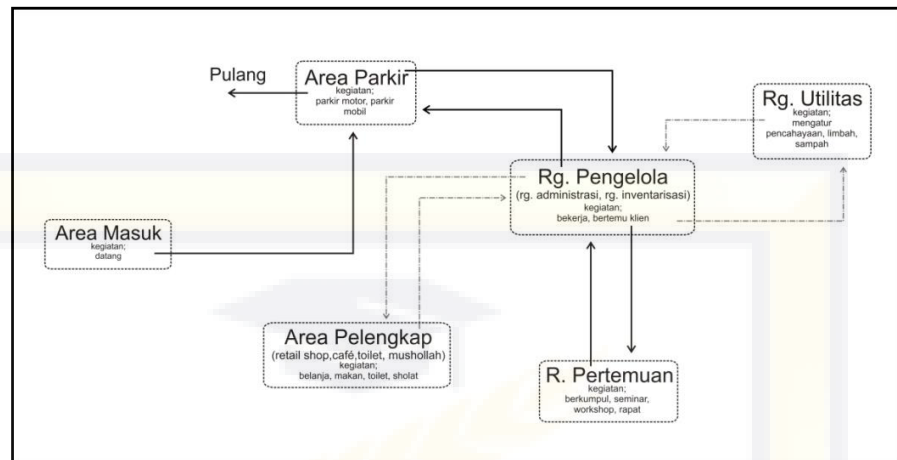 Pulang
Area Parkir
kegiatan;
parkir motor, parkir
mobil
Rg. Utilitas
kegiatan;
mengatur
pencahayaan, limbah,
sampah
Rg. Pengelola
(rg. administrasi, rg. inventarisasi)
kegiatan;
bekerja, bertemu klien
Area Masuk
kegiatan;
datang
Area Pelengkap
(retail shop,café,toilet, mushollah)
kegiatan;
belanja, makan, toilet, sholat
R. Pertemuan
kegiatan;
berkumpul, seminar,
workshop, rapat